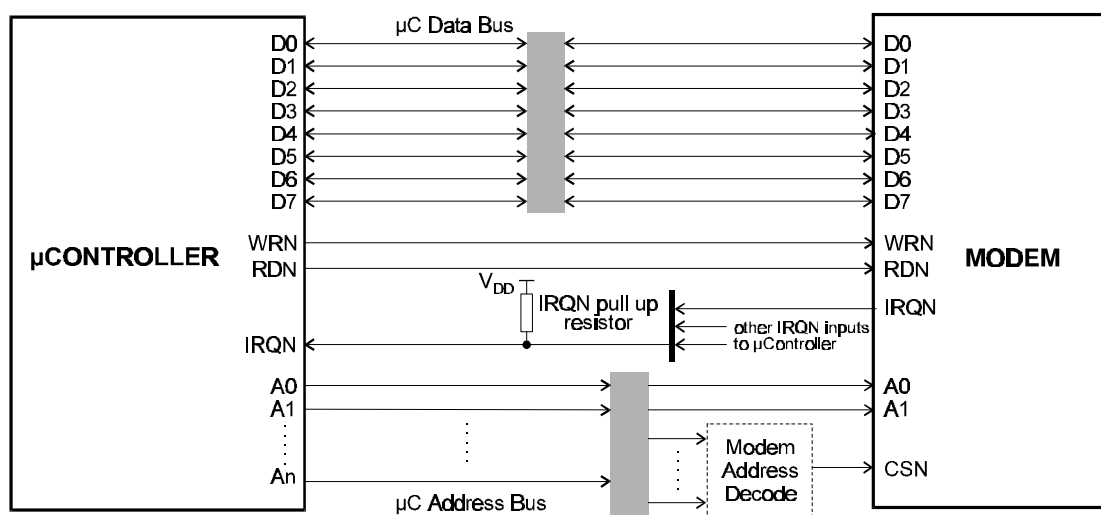 µC Data Bus
D0 D0
D1 D1
D2 D2
D3 D3
D4 D4
D5 D5
D6 D6
D7 D7
WRN WRN
µCONTROLLER MODEM
RDN RDN
VDD
IRQN pull up
resistor
IRQN
other IRQN inputs
to µController
IRQN
A0 A0
A1 A1
An
Modem
Address
Decode
CSN
µC Address Bus